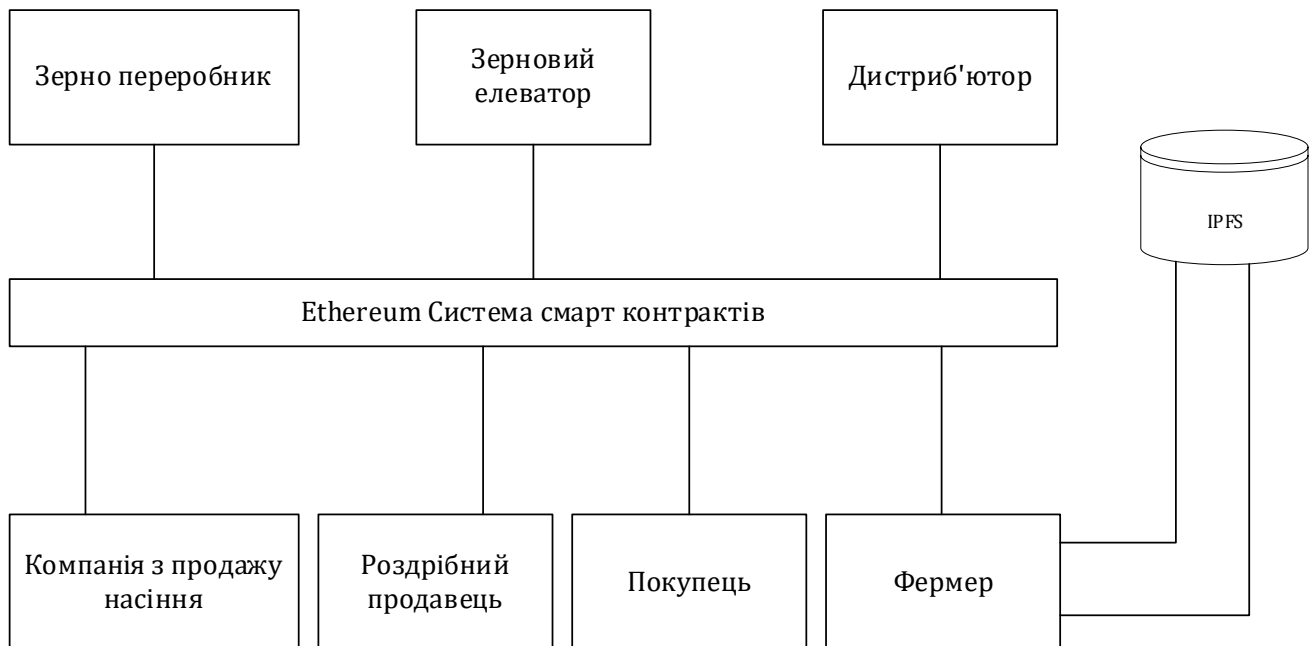 Зерно переробник
Зерновий
елеватор
Дистриб'ютор
IPFS
Ethereum Система смарт контрактів
Компанія з продажу
насіння
Роздрібний
продавець
Покупець
Фермер